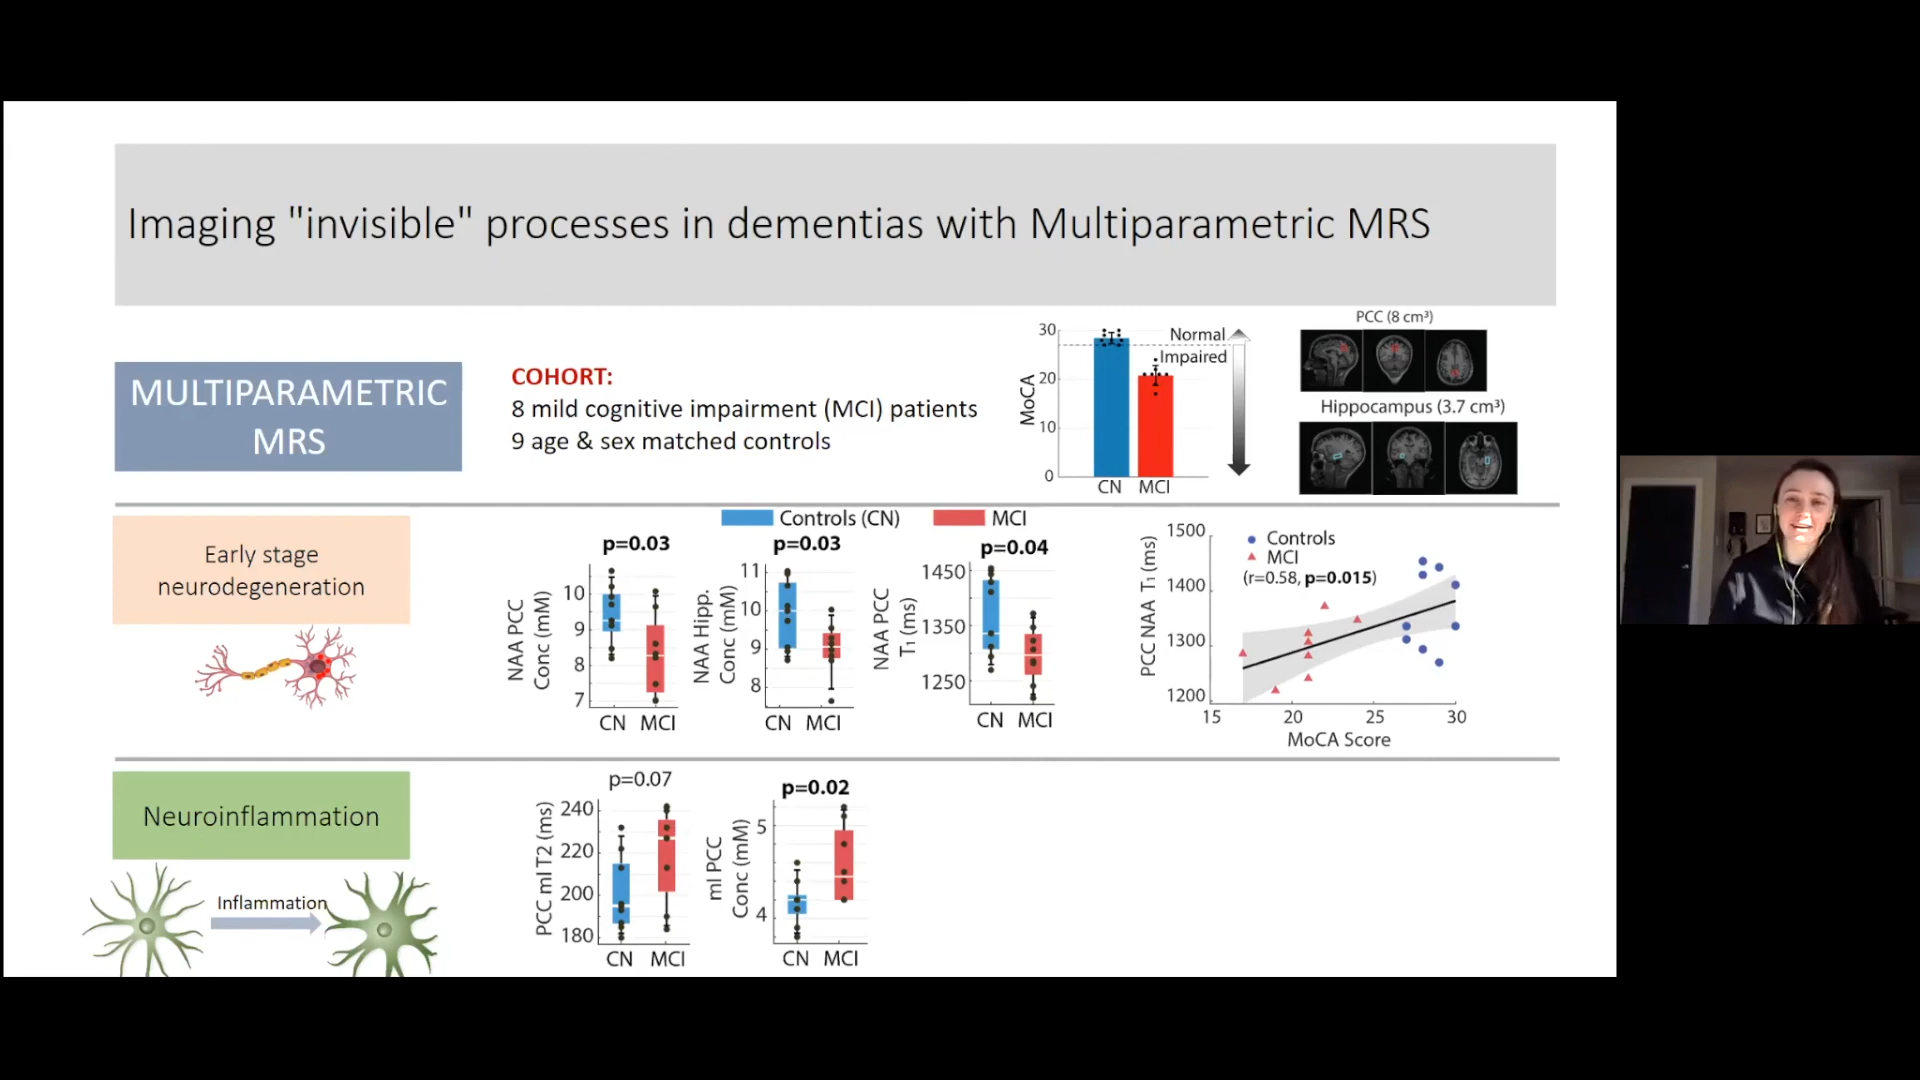 Imaging "invisible" processes in dementias with Multiparametric MRS
MULTIPARAMETRIC
MRS
COHORT:
8 mild cognitive impairment (MCI) patients
9 age & sex matched controls
MoCA
30
20
10
0
CN MCI
Normal
Impaired
PCC (8 cm³)
Hippocampus (3.7 cm³)
Early stage
neurodegeneration
Controls (CN) MCI
p=0.03
NAA PCC
Conc (mM)
10
9
8
7
CN MCI
p=0.03
NAA Hipp.
Conc (mM)
11
10
9
8
CN MCI
p=0.04
NAA PCC
T₁ (ms)
1450
1350
1250
CN MCI
PCC NAA T₁ (ms)
1500
1400
1300
1200
Controls
MCI
(r=0.58, p=0.015)
15 20 25 30
MoCA Score
Neuroinflammation
Inflammation
p=0.07
PCC mI T2 (ms)
240
220
200
180
CN MCI
p=0.02
mI PCC
Conc (mM)
5
4
CN MCI